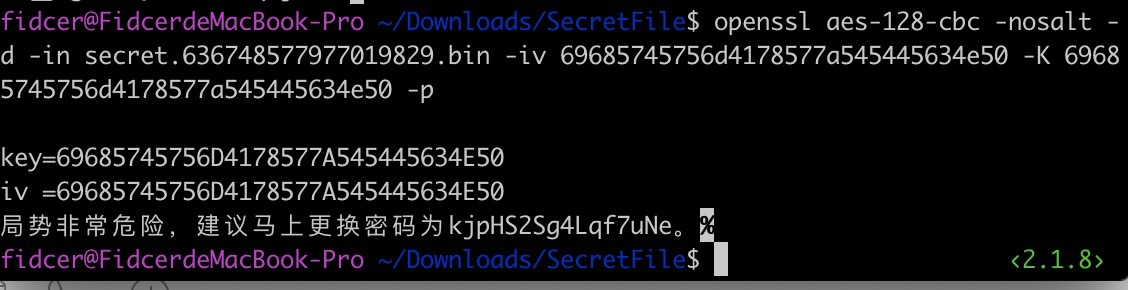 fidcer@FidcerdeMacBook-Pro ~/Downloads/SecretFile$ openssl aes-128-cbc -nosalt -
d -in secret.636748577977019829.bin -iv 69685745756d4178577a545445634e50 -K 6968
5745756d4178577a545445634e50 -p
key=69685745756D4178577A545445634E50
iv =69685745756D4178577A545445634E50
局势非常危险，建议马上更换密码为kjpHS2Sg4Lqf7uNe。%
fidcer@FidcerdeMacBook-Pro ~/Downloads/SecretFile$ <2.1.8>